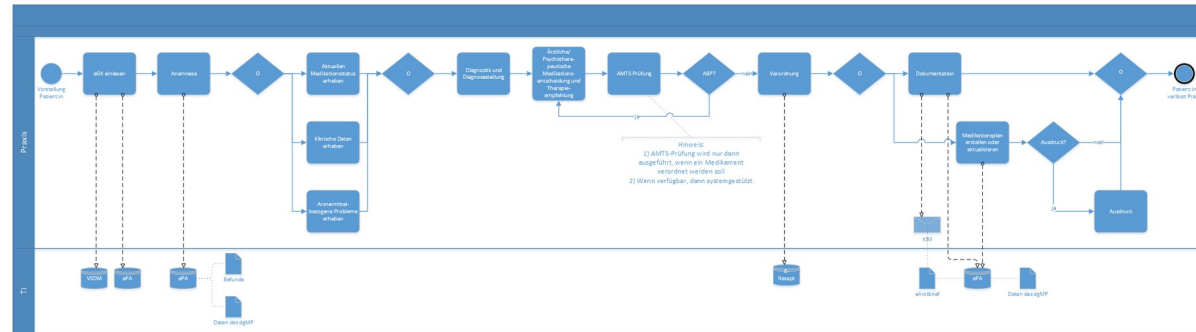 Praxis
Vorstellung
Patient in
eGK einlesen
Anamnese
O
Aktuellen
Medikationsstatus
erheben
Klinische Daten
erheben
Arzneimittel-
bezogene Probleme
erheben
O
Diagnostik und
Diagnosestellung
Ärztliche/
Psychothera-
peutische
Medikations-
entscheidung und
Therapie-
empfehlung
AMTS Prüfung
ABP?
nein
ja
Hinweis:
1) AMTS-Prüfung wird nur dann
ausgeführt, wenn ein Medikament
verordnet werden soll
2) Wenn verfügbar, dann systemgestützt
Verordnung
O
Dokumentation
Medikationsplan
erstellen oder
aktualisieren
Ausdruck?
nein
ja
Ausdruck
O
Patient in
verlässt Prax
KIM
TI
VSDM
ePA
ePA
Befunde
Daten des dgMP
E-
Rezept
eArztbrief
ePA
Daten des dgMP